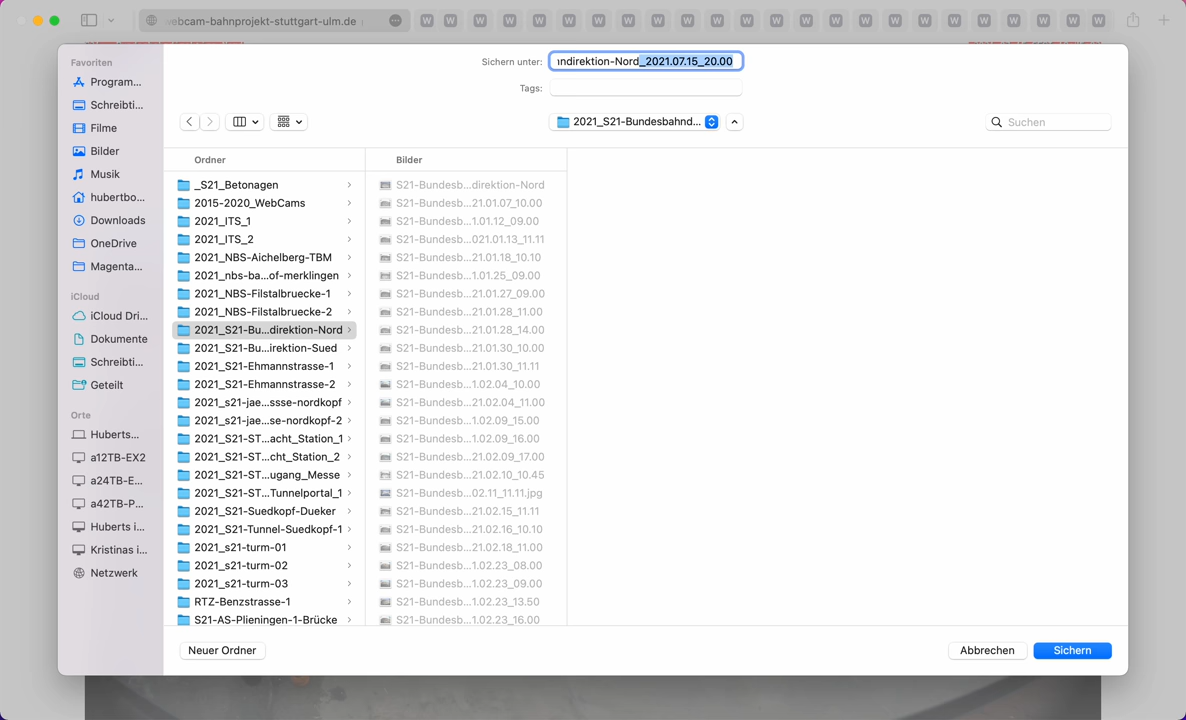 ebcam-bahnprojekt-stuttgart-ulm.de
W W W W W W W W W W W W W W W W W W W W W W W W
Sichern unter: ndirektion-Nord_2021.07.15_20.00
Tags:
2021_S21-Bundesbahnd...
Suchen
Favoriten
Program...
Schreibti...
Filme
Bilder
Musik
hubertbo...
Downloads
OneDrive
Magenta...
iCloud
iCloud Dri...
Dokumente
Schreibti...
Geteilt
Orte
Huberts...
a12TB-EX2
a24TB-E...
a42TB-P...
Huberts i...
Kristinas i...
Netzwerk
Ordner
_S21_Betonagen
2015-2020_WebCams
2021_ITS_1
2021_ITS_2
2021_NBS-Aichelberg-TBM
2021_nbs-ba...of-merklingen
2021_NBS-Filstalbruecke-1
2021_NBS-Filstalbruecke-2
2021_S21-Bu...direktion-Nord
2021_S21-Bu...irektion-Sued
2021_S21-Ehmannstrasse-1
2021_S21-Ehmannstrasse-2
2021_s21-jae...ssse-nordkopf
2021_s21-jae...se-nordkopf-2
2021_S21-ST...acht_Station_1
2021_S21-ST...cht_Station_2
2021_S21-ST...ugang_Messe
2021_S21-ST...Tunnelportal_1
2021_S21-Suedkopf-Dueker
2021_S21-Tunnel-Suedkopf-1
2021_s21-turm-01
2021_s21-turm-02
2021_s21-turm-03
RTZ-Benzstrasse-1
S21-AS-Plieningen-1-Brücke
Bilder
S21-Bundesb...direktion-Nord
S21-Bundesb...21.01.07_10.00
S21-Bundesb...1.01.12_09.00
S21-Bundesb...021.01.13_11.11
S21-Bundesb...21.01.18_10.10
S21-Bundesb...1.01.25_09.00
S21-Bundesb...21.01.27_09.00
S21-Bundesb...21.01.28_11.00
S21-Bundesb...21.01.28_14.00
S21-Bundesb...21.01.30_10.00
S21-Bundesb...21.01.30_11.11
S21-Bundesb...1.02.04_10.00
S21-Bundesb...21.02.04_11.00
S21-Bundesb...1.02.09_15.00
S21-Bundesb...1.02.09_16.00
S21-Bundesb...21.02.09_17.00
S21-Bundesb...21.02.10_10.45
S21-Bundesb...02.11_11.11.jpg
S21-Bundesb...21.02.15_11.11
S21-Bundesb...21.02.16_10.10
S21-Bundesb...21.02.18_11.00
S21-Bundesb...1.02.23_08.00
S21-Bundesb...1.02.23_09.00
S21-Bundesb...1.02.23_13.50
S21-Bundesb...1.02.23_16.00
Neuer Ordner
Abbrechen
Sichern